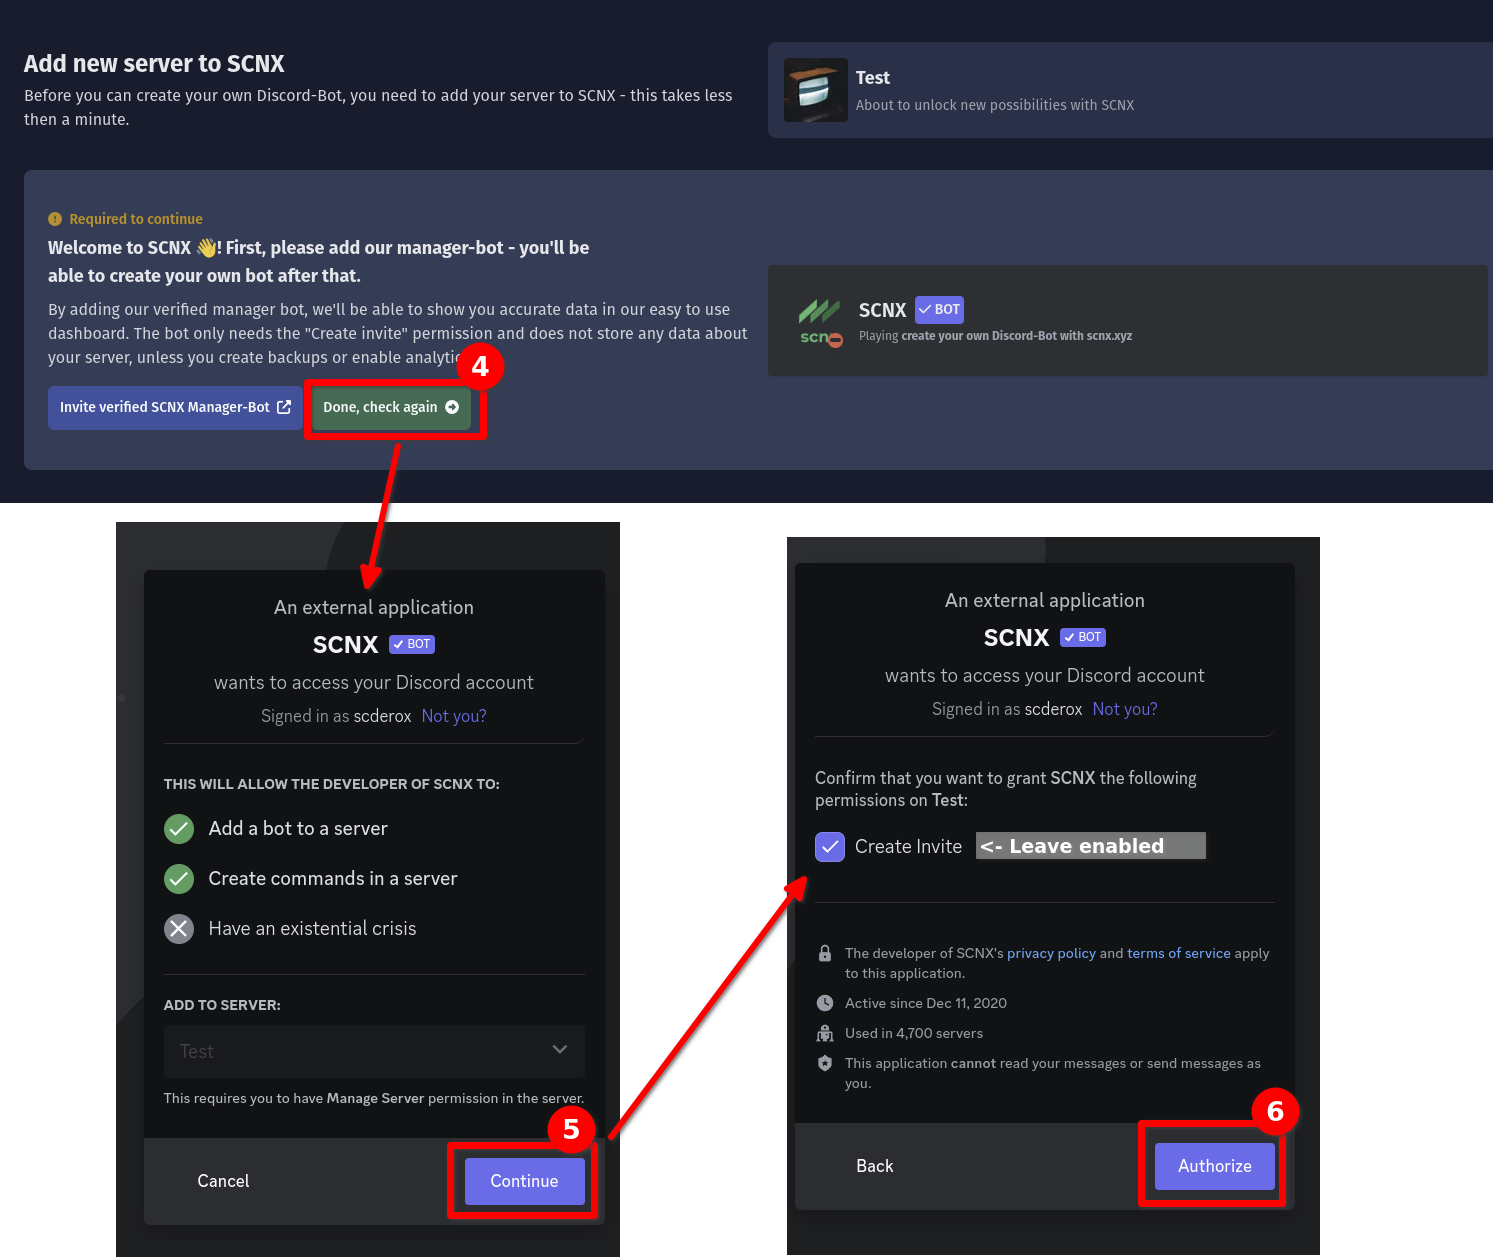 Add new server to SCNX
Before you can create your own Discord-Bot, you need to add your server to SCNX - this takes less
then a minute.
Test
About to unlock new possibilities with SCNX
Required to continue
Welcome to SCNX 👋! First, please add our manager-bot - you'll be
able to create your own bot after that.
By adding our verified manager bot, we'll be able to show you accurate data in our easy to use
dashboard. The bot only needs the "Create invite" permission and does not store any data about
your server, unless you create backups or enable analytic
4
Invite verified SCNX Manager-Bot
Done, check again
scn
SCNX BOT
Playing create your own Discord-Bot with scnx.xyz
An external application
SCNX BOT
wants to access your Discord account
Signed in as scderox Not you?
THIS WILL ALLOW THE DEVELOPER OF SCNX TO:
Add a bot to a server
Create commands in a server
Have an existential crisis
ADD TO SERVER:
Test
This requires you to have Manage Server permission in the server.
5
Cancel
Continue
An external application
SCNX BOT
wants to access your Discord account
Signed in as scderox Not you?
Confirm that you want to grant SCNX the following
permissions on Test:
Create Invite <- Leave enabled
The developer of SCNX's privacy policy and terms of service apply
to this application.
Active since Dec 11, 2020
Used in 4,700 servers
This application cannot read your messages or send messages as
you.
6
Back
Authorize